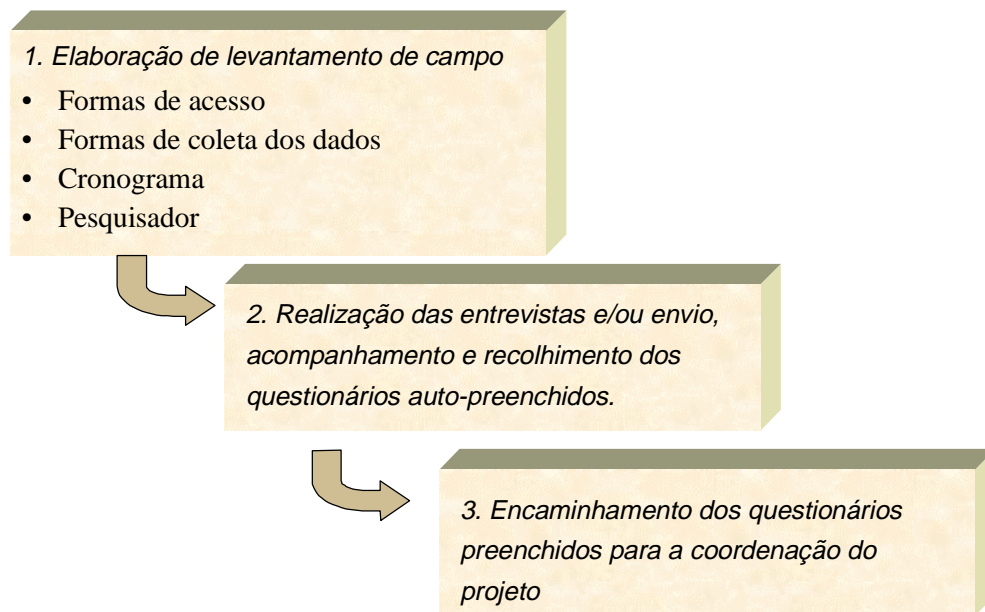 1. Elaboração de levantamento de campo
• Formas de acesso
• Formas de coleta dos dados
• Cronograma
• Pesquisador
2. Realização das entrevistas e/ou envio,
acompanhamento e recolhimento dos
questionários auto-preenchidos.
3. Encaminhamento dos questionários
preenchidos para a coordenação do
projeto